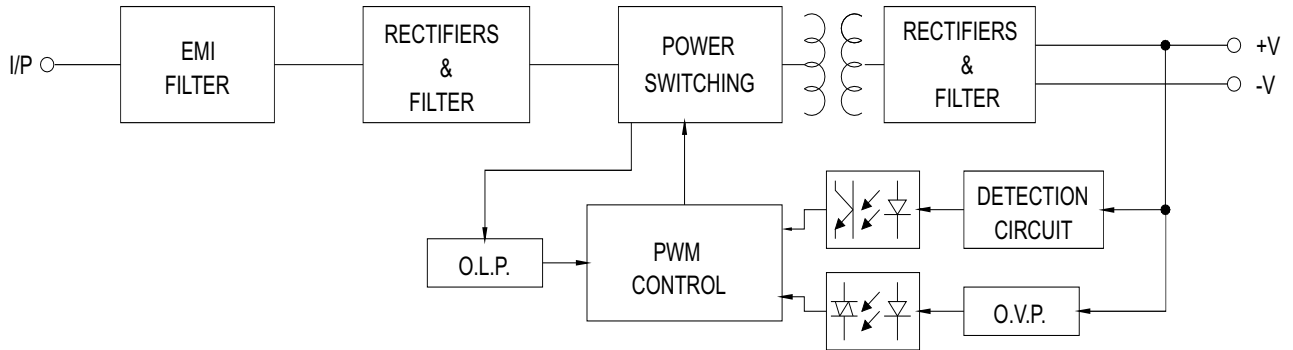 I/P
EMI
FILTER
RECTIFIERS
&
FILTER
POWER
SWITCHING
RECTIFIERS
&
FILTER
+V
-V
DETECTION
CIRCUIT
O.L.P.
PWM
CONTROL
O.V.P.